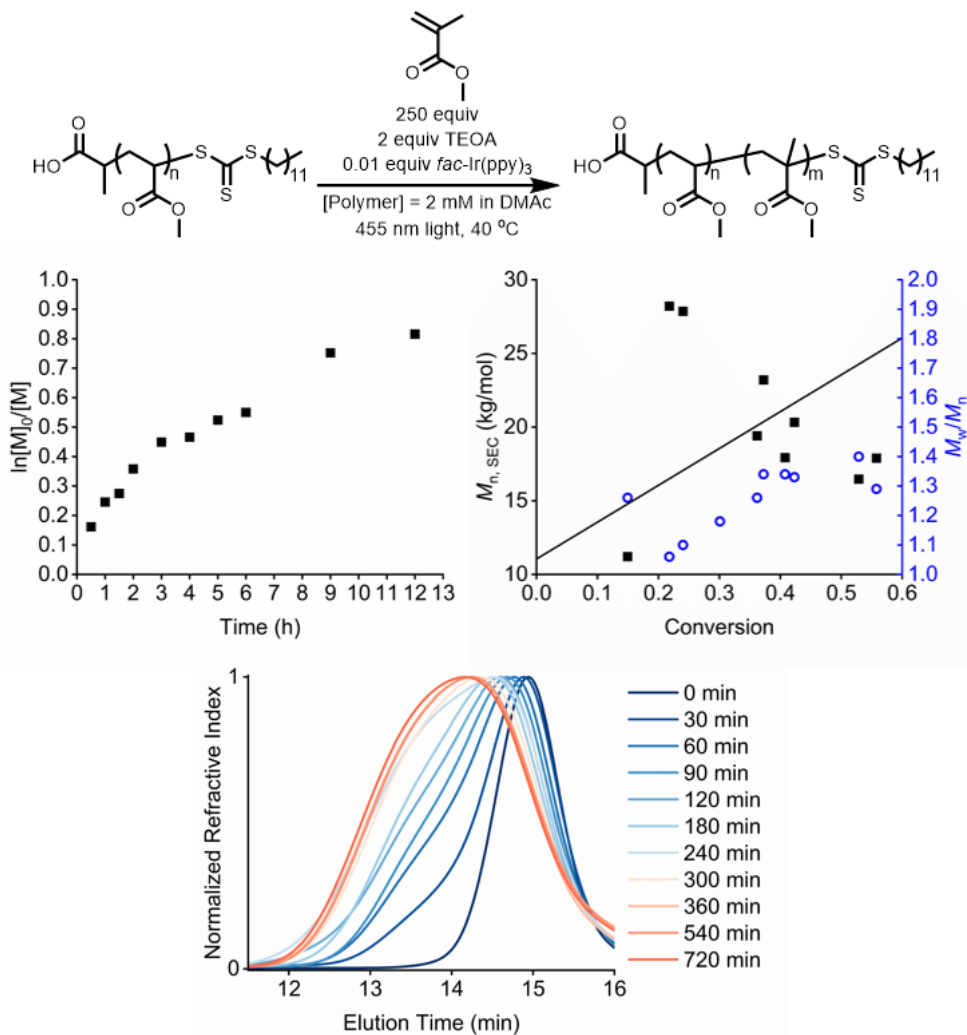 O
O
250 equiv
2 equiv TEOA
0.01 equiv fac-Ir(ppy)₃
[Polymer] = 2 mM in DMAc
455 nm light, 40 °C
O
HO
n
S
S
S
11
O
O
O
HO
n
m
S
S
S
11
O
O
O
O
1.0
0.9
0.8
0.7
0.6
0.5
0.4
0.3
0.2
0.1
0.0
ln[M]₀/[M]
0 1 2 3 4 5 6 7 8 9 10 11 12 13
Time (h)
30
25
20
15
10
Mn, SEC (kg/mol)
0.0 0.1 0.2 0.3 0.4 0.5 0.6
Conversion
2.0
1.9
1.8
1.7
1.6
1.5
1.4
1.3
1.2
1.1
1.0
Mw/Mn
1
0
Normalized Refractive Index
12 13 14 15 16
Elution Time (min)
0 min
30 min
60 min
90 min
120 min
180 min
240 min
300 min
360 min
540 min
720 min